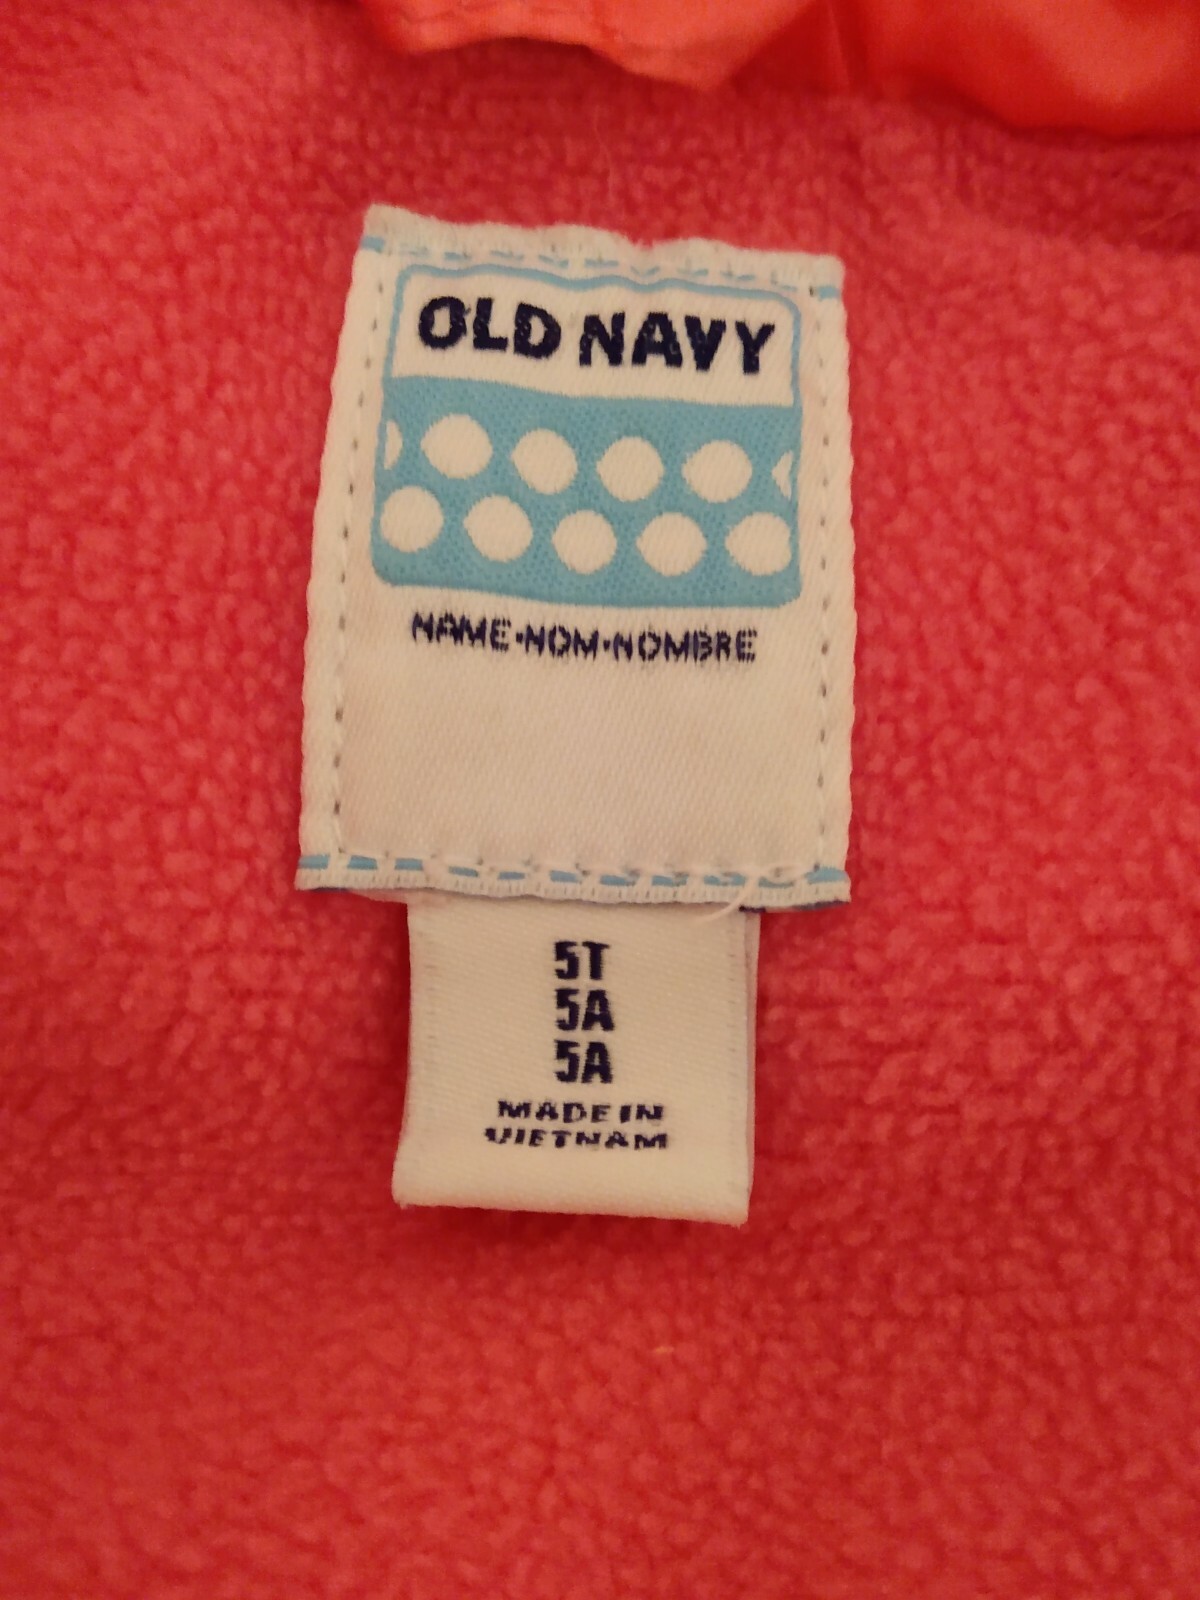 OLD NAVY
NAME·NOM·NOMBRE
5T
5A
5A
MADE IN
VIETNAM